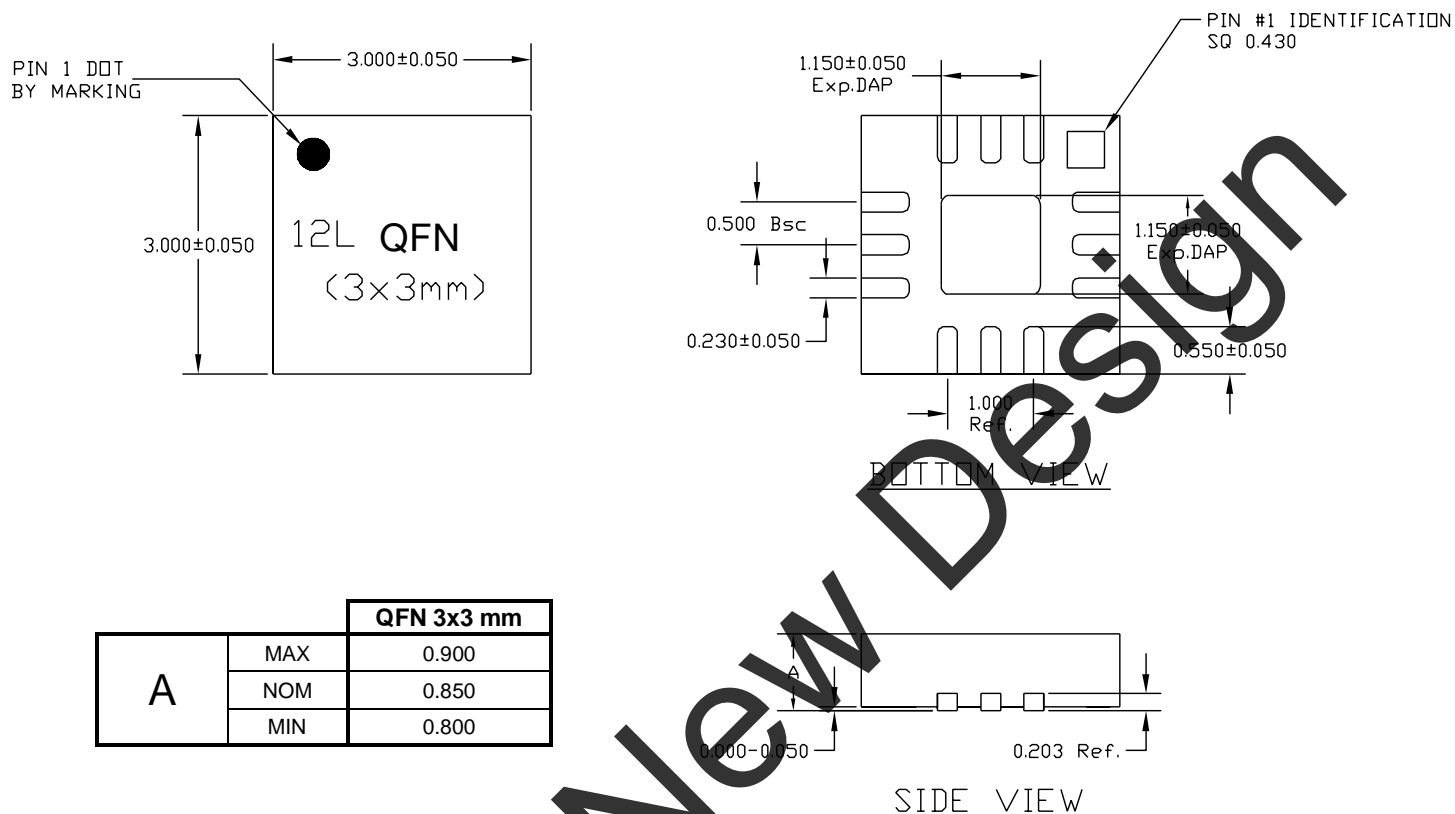 PIN 1 DOT
BY MARKING
3.000±0.050
3.000±0.050
12L QFN
(3x3mm)
PIN #1 IDENTIFICATION
SQ 0.430
1.150±0.050
Exp.DAP
0.500 Bsc
1.150±0.050
Exp.DAP
0.230±0.050
0.550±0.050
1.000
Ref.
BOTTOM VIEW
QFN 3x3 mm
A
MAX 0.900
NOM 0.850
MIN 0.800
A
0.000-0.050
0.203 Ref.
SIDE VIEW
New Design